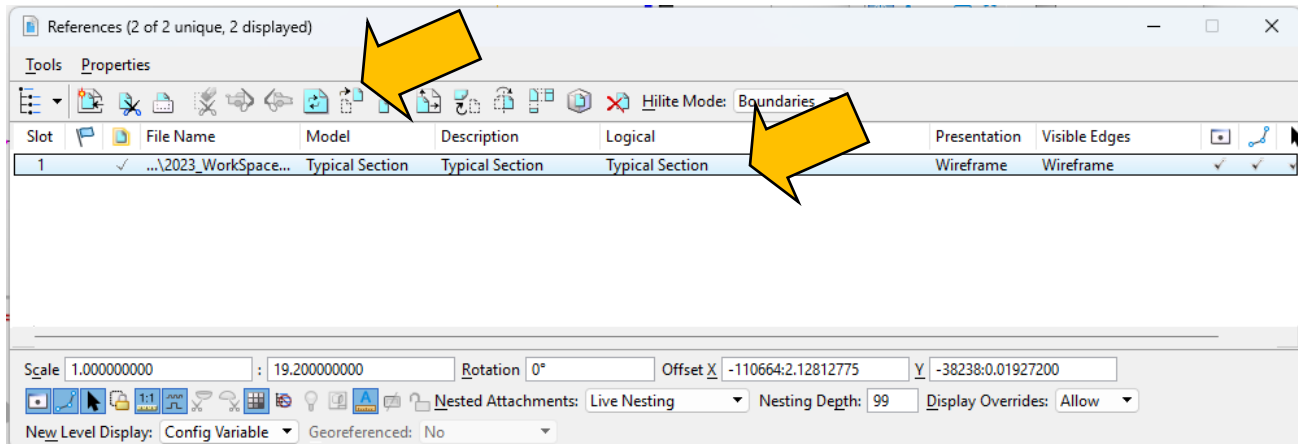 References (2 of 2 unique, 2 displayed)
Tools Properties
Hilite Mode: Boundaries
Slot File Name Model Description Logical Presentation Visible Edges
1 ...\2023_WorkSpace... Typical Section Typical Section Typical Section Wireframe Wireframe
Scale 1.000000000 : 19.200000000 Rotation 0° Offset X -110664:2.12812775 Y -38238:0.01927200
1:1 A Nested Attachments: Live Nesting Nesting Depth: 99 Display Overrides: Allow
New Level Display: Config Variable Georeferenced: No